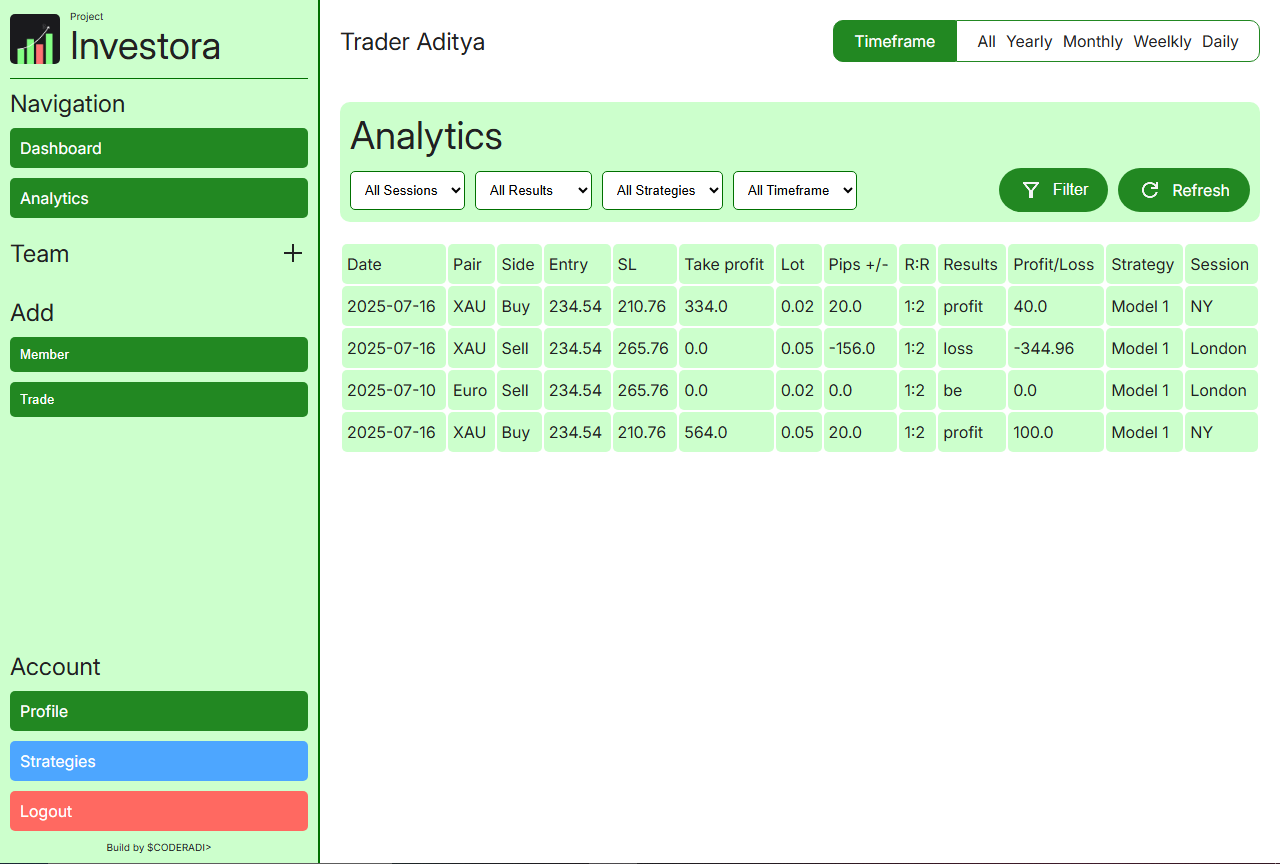 Project
Investora
Navigation
Dashboard
Analytics
Team
Add
Member
Trade
Account
Profile
Strategies
Logout
Build by $CODERADI>
Trader Aditya
Timeframe All Yearly Monthly Weelkly Daily
Analytics
All Sessions All Results All Strategies All Timeframe Filter Refresh
Date Pair Side Entry SL Take profit Lot Pips +/- R:R Results Profit/Loss Strategy Session
2025-07-16 XAU Buy 234.54 210.76 334.0 0.02 20.0 1:2 profit 40.0 Model 1 NY
2025-07-16 XAU Sell 234.54 265.76 0.0 0.05 -156.0 1:2 loss -344.96 Model 1 London
2025-07-10 Euro Sell 234.54 265.76 0.0 0.02 0.0 1:2 be 0.0 Model 1 London
2025-07-16 XAU Buy 234.54 210.76 564.0 0.05 20.0 1:2 profit 100.0 Model 1 NY